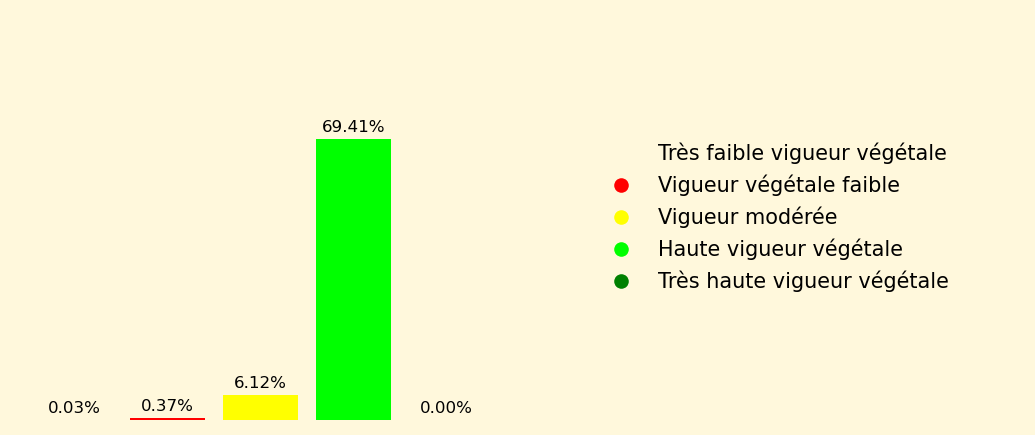 69.41%
6.12%
0.37%
0.03%
0.00%
Très faible vigueur végétale
Vigueur végétale faible
Vigueur modérée
Haute vigueur végétale
Très haute vigueur végétale